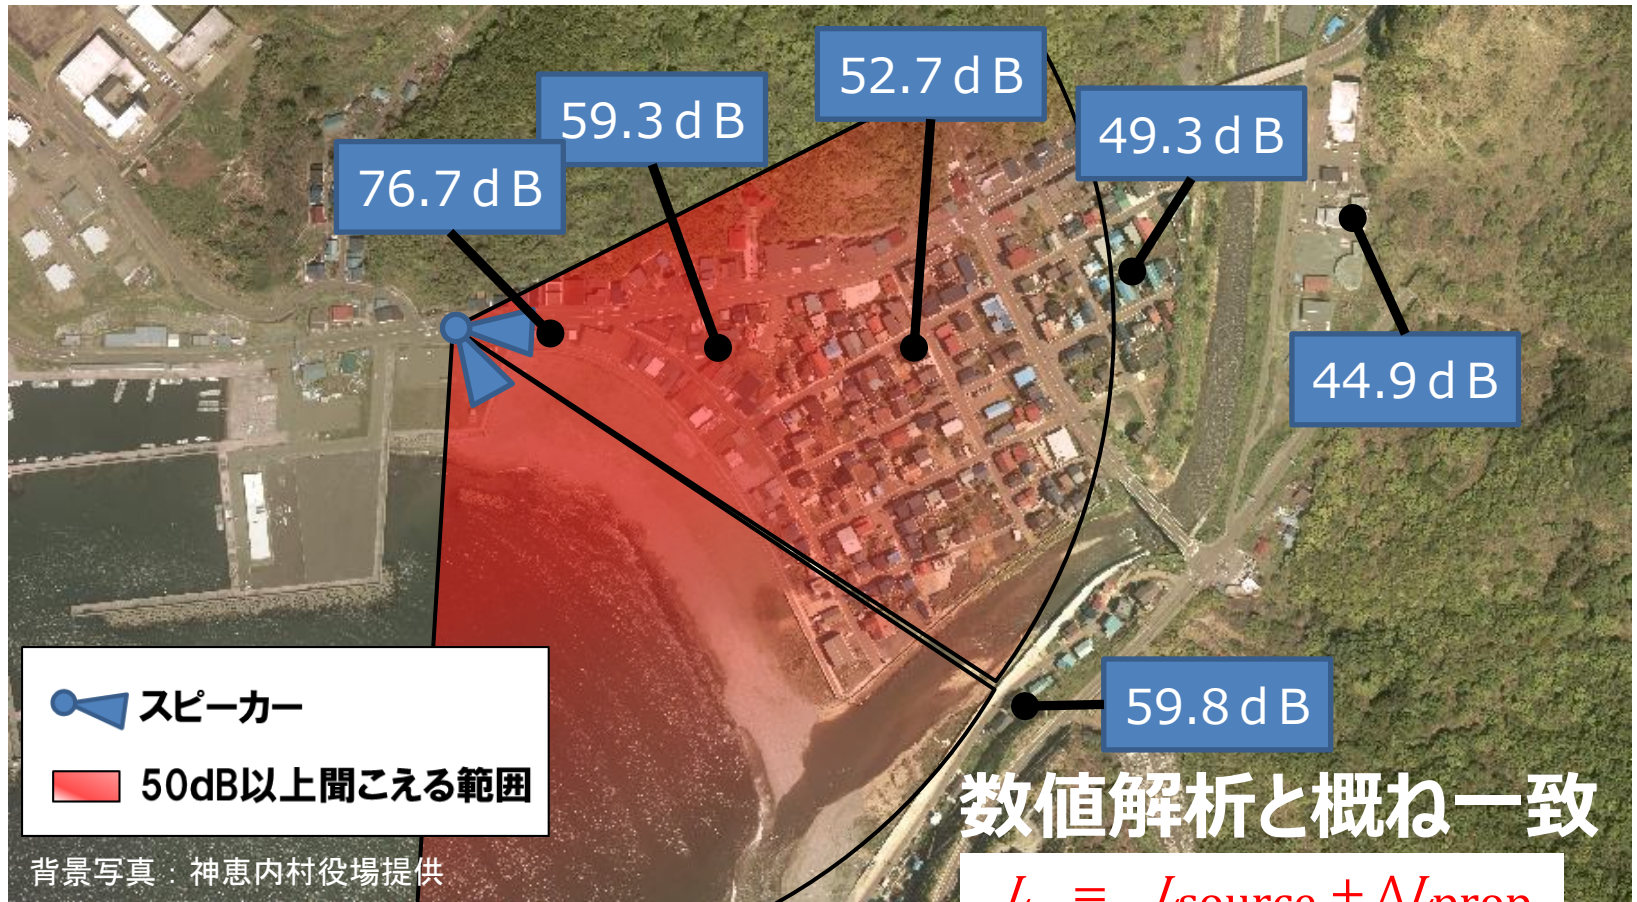 52.7ｄＢ
59.3ｄＢ
49.3ｄＢ
76.7ｄＢ
44.9ｄＢ
59.8ｄＢ
スピーカー
50dB以上聞こえる範囲
数値解析と概ね一致
背景写真：神恵内村役場提供
L = Lsource + ΔLprop